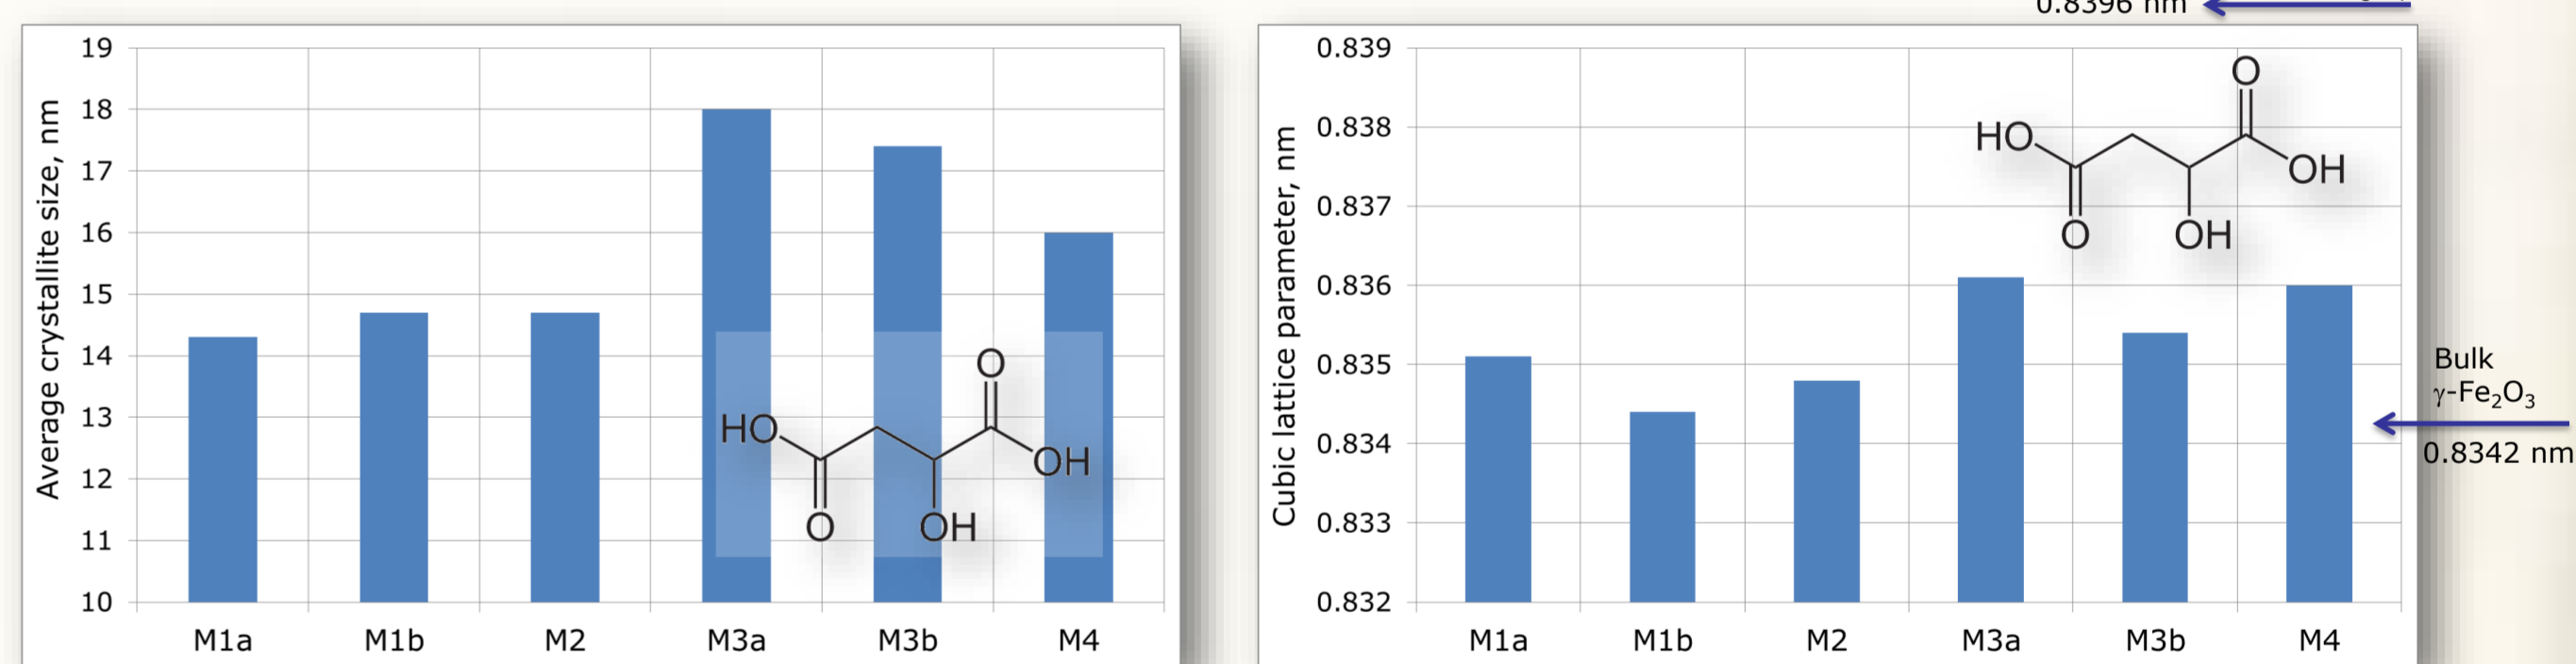 0.8396 nm
Average crystallite size, nm
19
18
17
16
15
14
13
12
11
10
HO
O
OH
O
OH
M1a M1b M2 M3a M3b M4
Cubic lattice parameter, nm
0.839
0.838
0.837
0.836
0.835
0.834
0.833
0.832
O
HO
OH
O
OH
M1a M1b M2 M3a M3b M4
Bulk
γ-Fe₂O₃
0.8342 nm